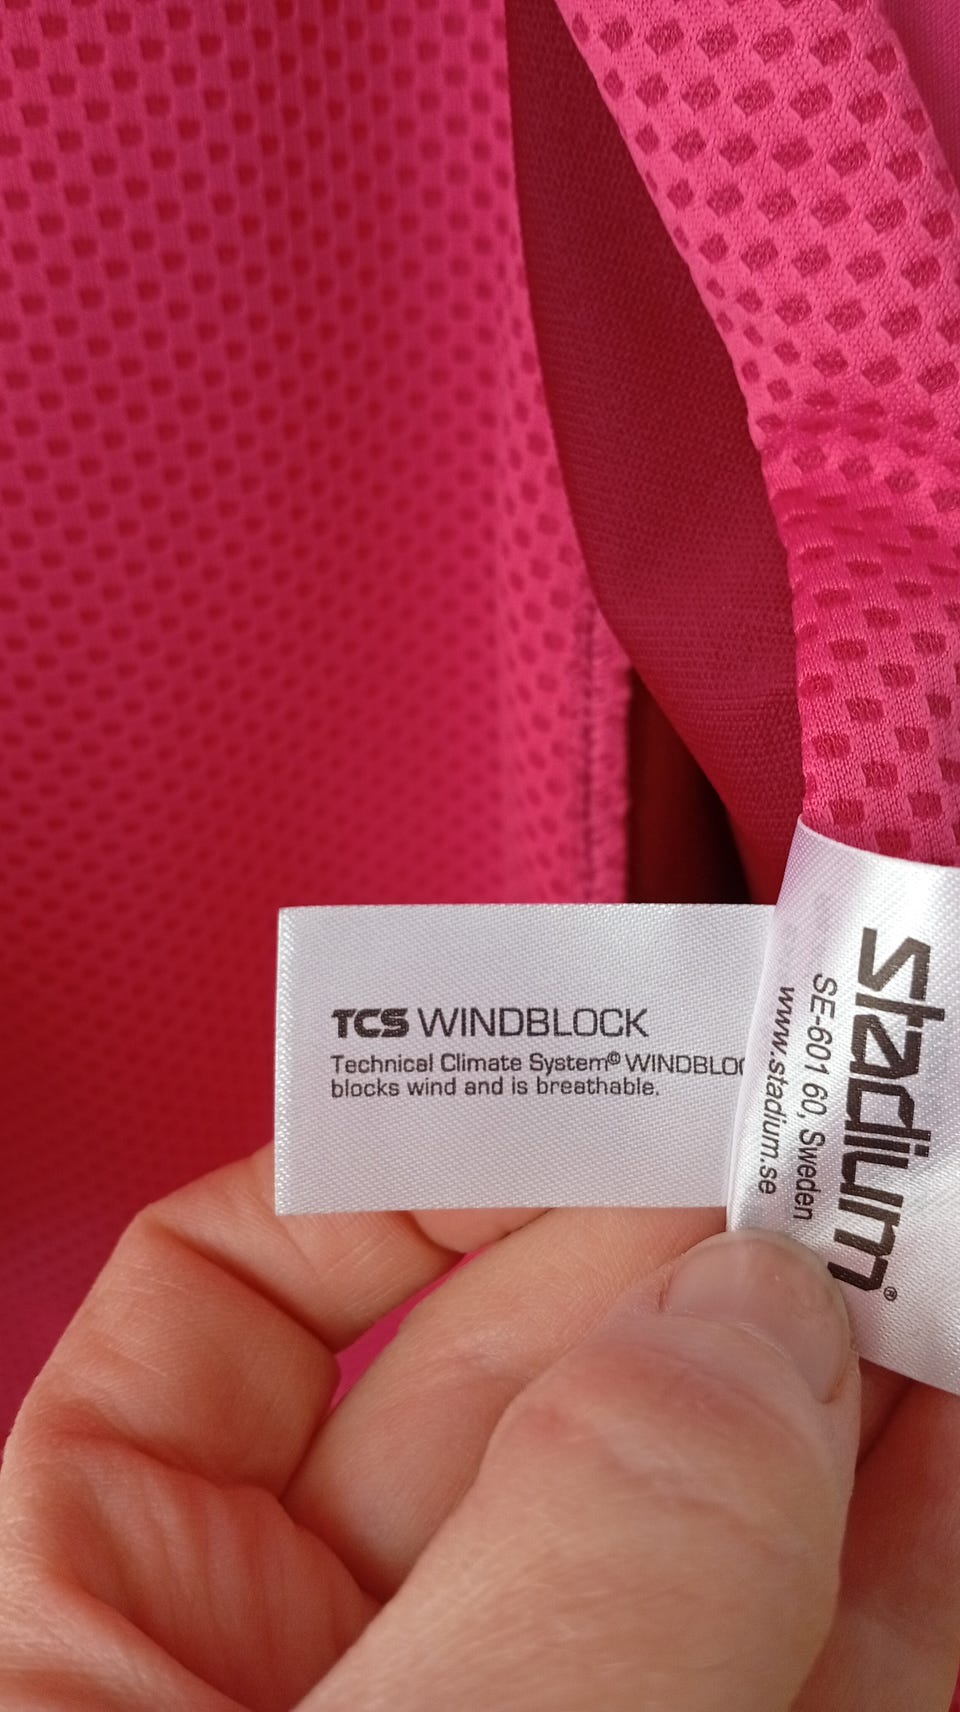 TCS WINDBLOCK
Technical Climate System® WINDBLOC
blocks wind and is breathable.
stadium®
SE-601 60, Sweden
www.stadium.se